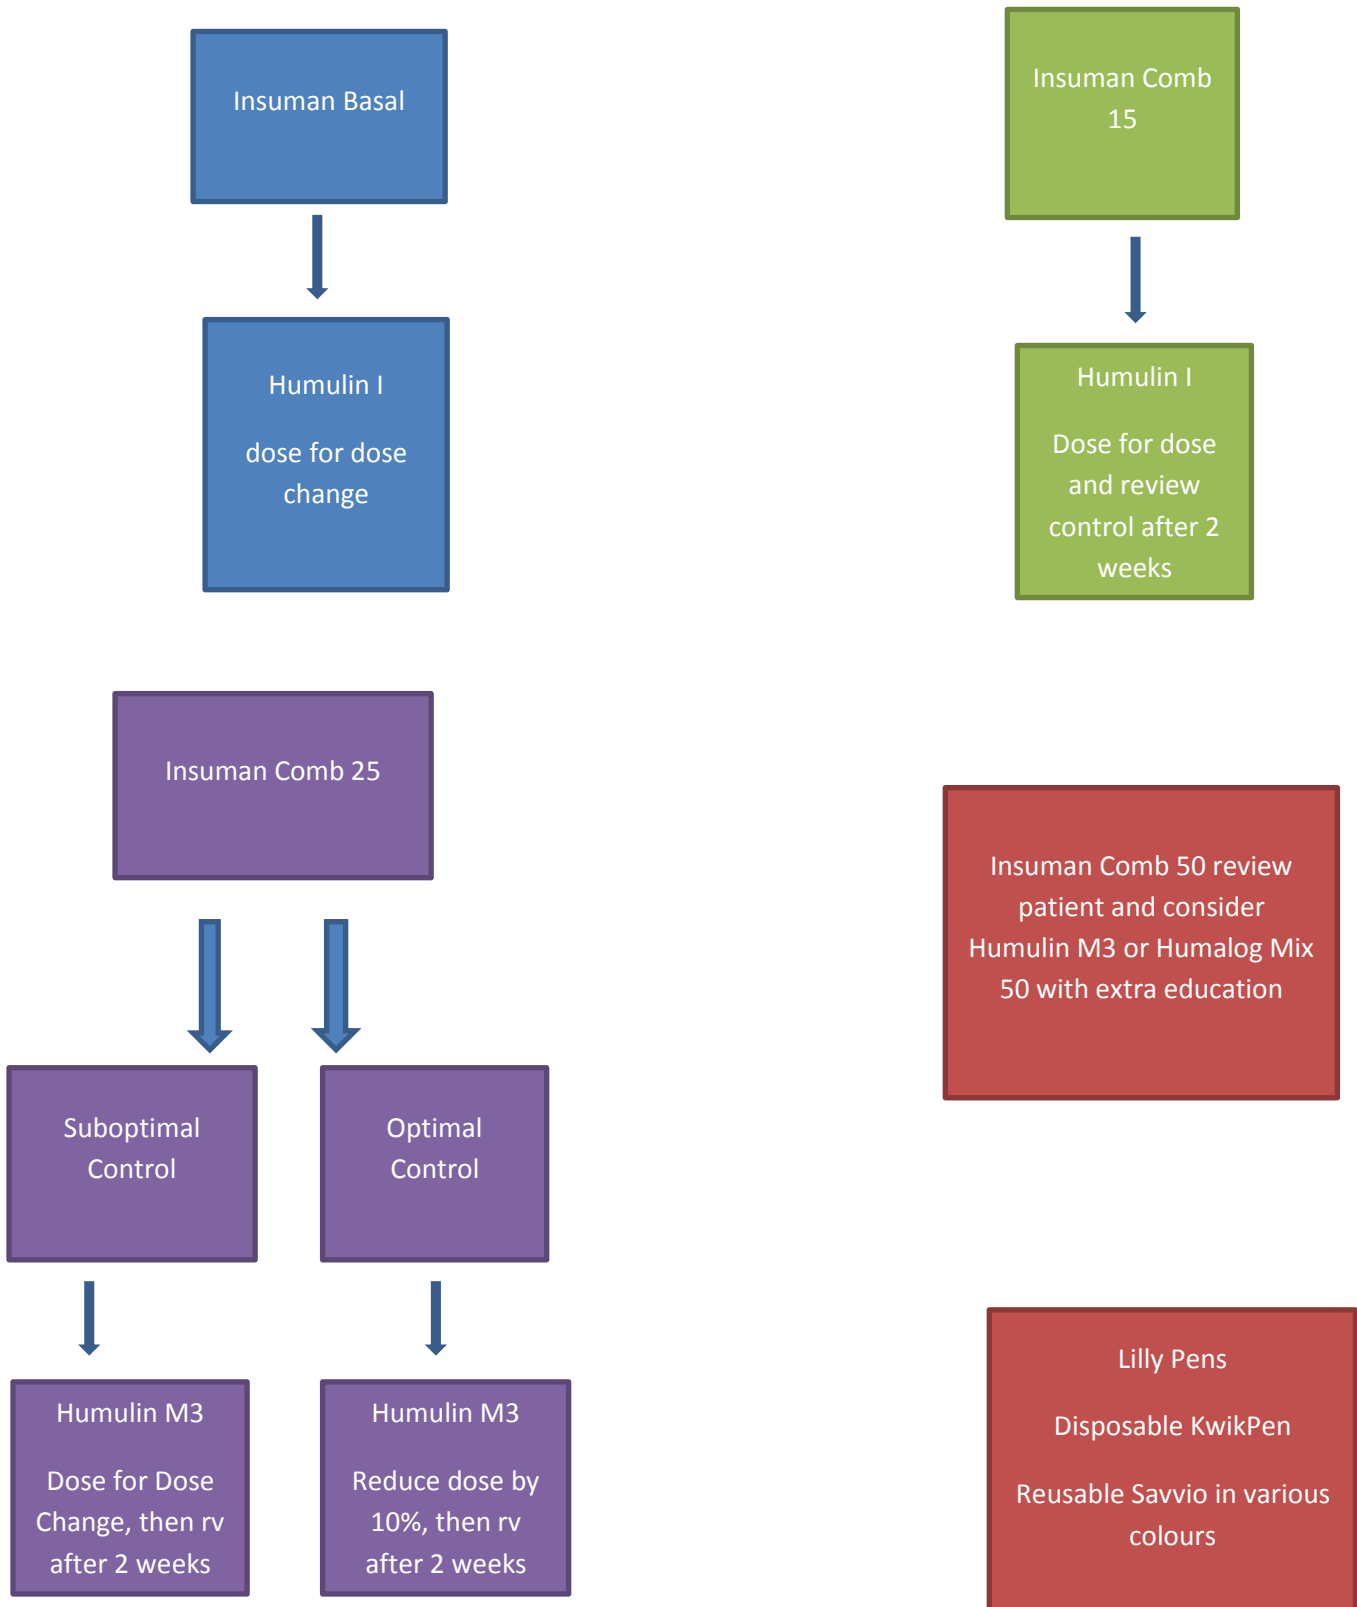 Insuman Basal
Insuman Comb
15
Humulin I
dose for dose
change
Humulin I
Dose for dose
and review
control after 2
weeks
Insuman Comb 25
Insuman Comb 50 review
patient and consider
Humulin M3 or Humalog Mix
50 with extra education
Suboptimal
Control
Optimal
Control
Humulin M3
Dose for Dose
Change, then rv
after 2 weeks
Humulin M3
Reduce dose by
10%, then rv
after 2 weeks
Lilly Pens
Disposable KwikPen
Reusable Savvio in various
colours